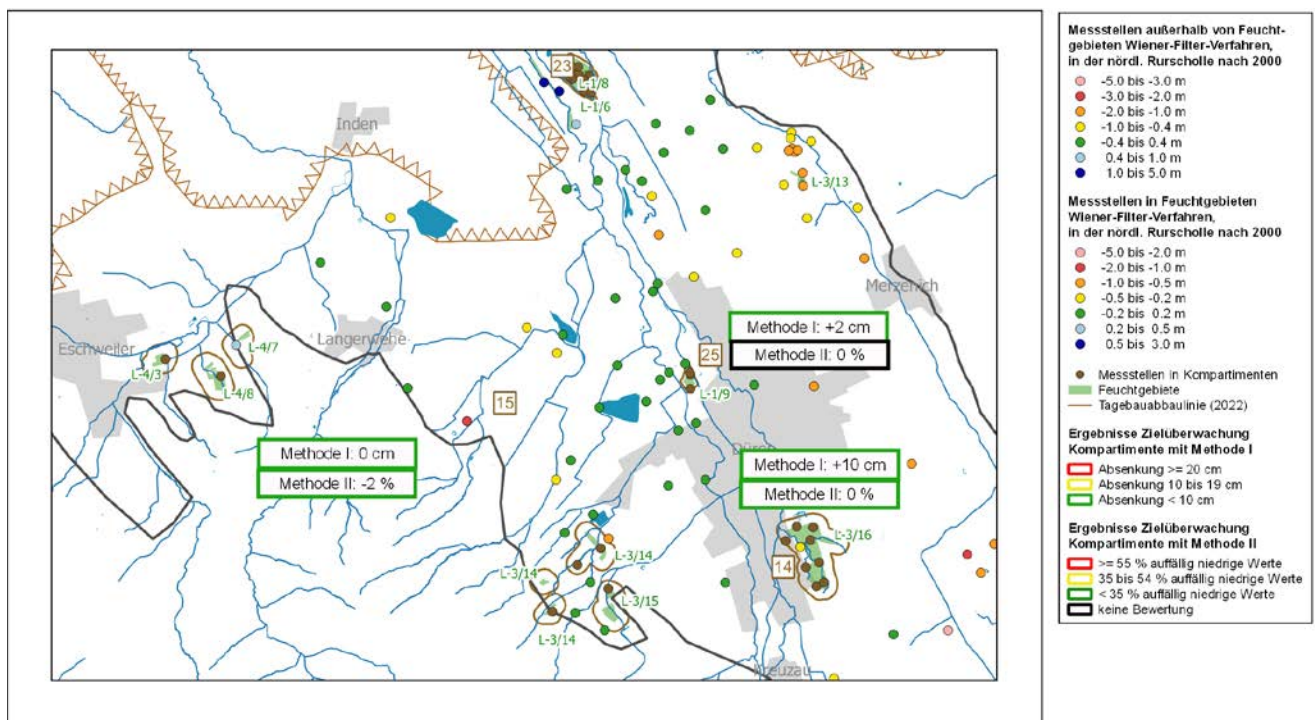 23
L-1/8
L-1/6
Inden
L-3/13
Merzenich
Methode I: +2 cm
Methode II: 0 %
Eschweiler
Langerwehe
L-4/7
L-4/3
L-4/8
25
L-1/9
15
Düren
Methode I: 0 cm
Methode II: -2 %
Methode I: +10 cm
Methode II: 0 %
L-3/16
L-3/14
14
L-3/14
L-3/15
L-3/14
Kreuzau
Messstellen außerhalb von Feucht-
gebieten Wiener-Filter-Verfahren,
in der nördl. Rurscholle nach 2000
-5.0 bis -3.0 m
-3.0 bis -2.0 m
-2.0 bis -1.0 m
-1.0 bis -0.4 m
-0.4 bis 0.4 m
0.4 bis 1.0 m
1.0 bis 5.0 m
Messstellen in Feuchtgebieten
Wiener-Filter-Verfahren,
in der nördl. Rurscholle nach 2000
-5.0 bis -2.0 m
-2.0 bis -1.0 m
-1.0 bis -0.5 m
-0.5 bis -0.2 m
-0.2 bis 0.2 m
0.2 bis 0.5 m
0.5 bis 3.0 m
Messstellen in Kompartimenten
Feuchtgebiete
Tagebauabbaulinie (2022)
Ergebnisse Zielüberwachung
Kompartimente mit Methode I
Absenkung >= 20 cm
Absenkung 10 bis 19 cm
Absenkung < 10 cm
Ergebnisse Zielüberwachung
Kompartimente mit Methode II
>= 55 % auffällig niedrige Werte
35 bis 54 % auffällig niedrige Werte
< 35 % auffällig niedrige Werte
keine Bewertung